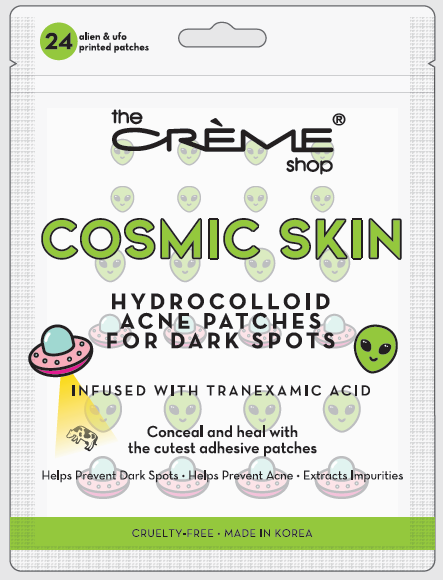 24 alien & ufo
printed patches
the
CRÈME®
shop
COSMIC SKIN
HYDROCOLLOID
ACNE PATCHES
FOR DARK SPOTS
INFUSED WITH TRANEXAMIC ACID
Conceal and heal with
the cutest adhesive patches
Helps Prevent Dark Spots • Helps Prevent Acne • Extracts Impurities
CRUELTY-FREE • MADE IN KOREA